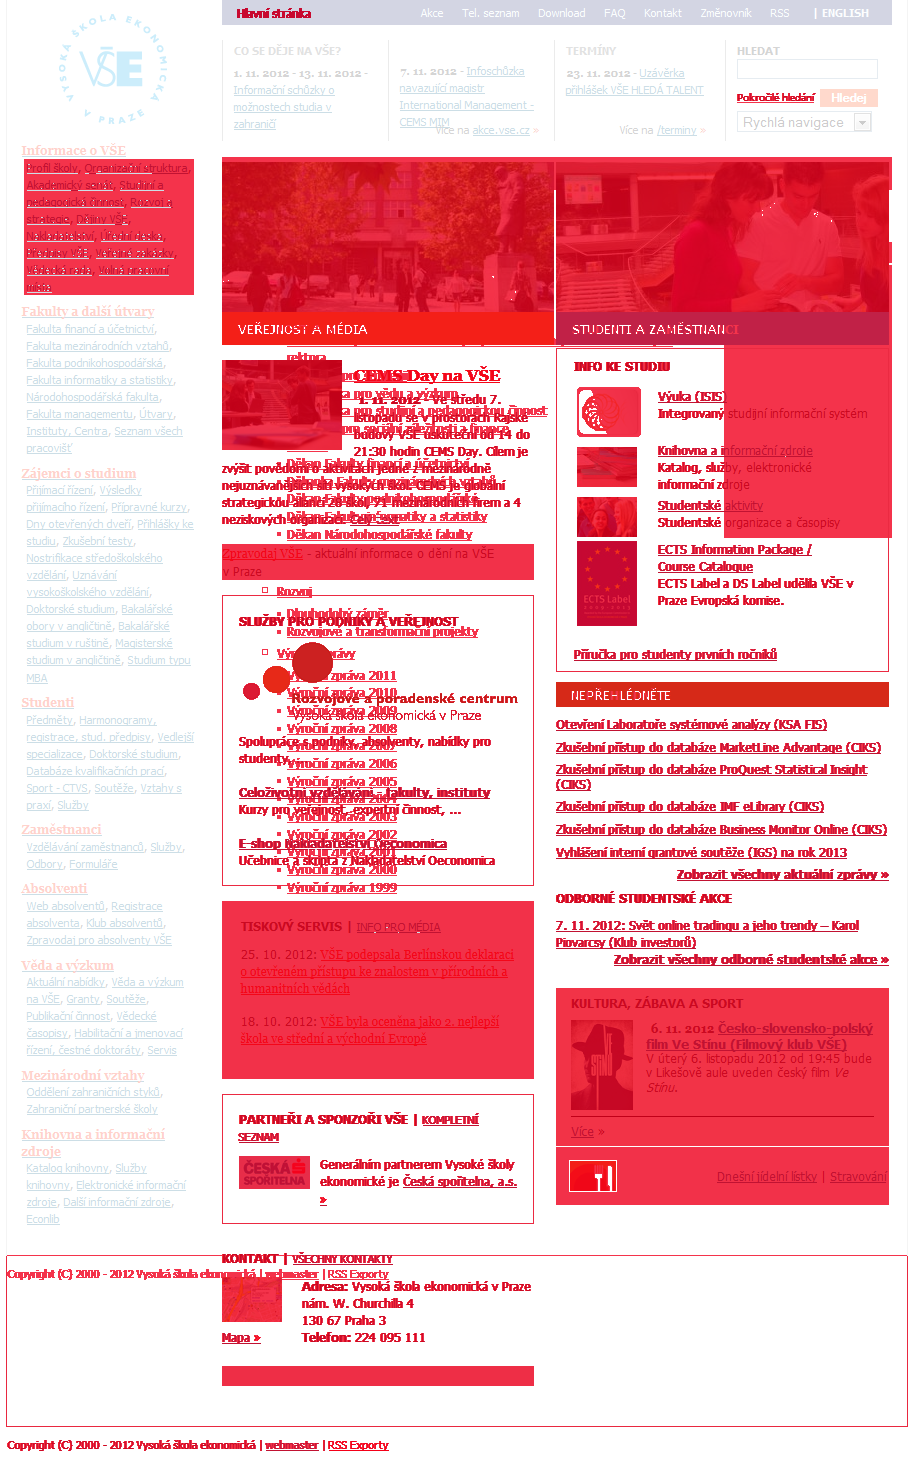 VYSOKÁ ŠKOLA EKONOMICKÁ V PRAZE
VŠE
Hlavní stránka
Akce Tel. seznam Download FAQ Kontakt Změnovník RSS | ENGLISH
CO SE DĚJE NA VŠE?
1. 11. 2012 - 13. 11. 2012 -
Informační schůzky o
možnostech studia v
zahraničí
7. 11. 2012 - Infoschůzka
navazující magistr
International Management -
CEMS MIM
Více na akce.vse.cz »
TERMÍNY
23. 11. 2012 - Uzávěrka
přihlášek VŠE HLEDÁ TALENT
Více na /terminy »
HLEDAT
Pokročilé hledání Hledej
Rychlá navigace
Informace o VŠE
Profil školy, Organizační struktura,
Akademický senát, Studijní a
pedagogická činnost, Rozvoj a
strategie, Dějiny VŠE,
Nakladatelství, Úřední deska,
Předpisy VŠE, Veřejné zakázky,
Vědecká rada, Volná pracovní
místa
Fakulty a další útvary
Fakulta financí a účetnictví,
Fakulta mezinárodních vztahů,
Fakulta podnikohospodářská,
Fakulta informatiky a statistiky,
Národohospodářská fakulta,
Fakulta managementu, Útvary,
Instituty, Centra, Seznam všech
pracovišť
Zájemci o studium
Přijímací řízení, Výsledky
přijímacího řízení, Přípravné kurzy,
Dny otevřených dveří, Přihlášky ke
studiu, Zkušební testy,
Nostrifikace středoškolského
vzdělání, Uznávání
vysokoškolského vzdělání,
Doktorské studium, Bakalářské
obory v angličtině, Bakalářské
studium v ruštině, Magisterské
studium v angličtině, Studium typu
MBA
Studenti
Předměty, Harmonogramy,
registrace, stud. předpisy, Vedlejší
specializace, Doktorské studium,
Databáze kvalifikačních prací,
Sport - CTVS, Soutěže, Vztahy s
praxí, Služby
Zaměstnanci
Vzdělávání zaměstnanců, Služby,
Odbory, Formuláře
Absolventi
Web absolventů, Registrace
absolventa, Klub absolventů,
Zpravodaj pro absolventy VŠE
Věda a výzkum
Aktuální nabídky, Věda a výzkum
na VŠE, Granty, Soutěže,
Publikační činnost, Vědecké
časopisy, Habilitační a jmenovací
řízení, čestné doktoráty, Servis
Mezinárodní vztahy
Oddělení zahraničních styků,
Zahraniční partnerské školy
Knihovna a informační
zdroje
Katalog knihovny, Služby
knihovny, Elektronické informační
zdroje, Další informační zdroje,
Econlib
VEŘEJNOST A MÉDIA
rektora
pro vědu a výzkum
pro studijní a pedagogickou činnost
pro sociální záležitosti a finance
Děkan Fakulty financí a účetnictví
Děkanka Fakulty mezinárodních vztahů
Děkan Fakulty podnikohospodářské
Děkan Fakulty informatiky a statistiky
Děkan Národohospodářské fakulty
CEMS Day na VŠE
1. 11. 2012 - Ve středu 7.
listopadu se v prostorách Rajské
budovy VŠE uskuteční od 14 do
21:30 hodin CEMS Day. Cílem je
zvýšit povědomí o aktivitách jedné z mezinárodně
nejuznávanějších sítí vysokých škol. CEMS je globální
strategickou aliancí 28 škol, 71 mezinárodních firem a 4
neziskových organizací. Celý text
Zpravodaj VŠE - aktuální informace o dění na VŠE
v Praze
Rozvoj
Dlouhodobý záměr
Rozvojové a transformační projekty
Výroční zprávy
Výroční zpráva 2011
Výroční zpráva 2010
Výroční zpráva 2009
Výroční zpráva 2008
Výroční zpráva 2007
Výroční zpráva 2006
Výroční zpráva 2005
Výroční zpráva 2004
Výroční zpráva 2003
Výroční zpráva 2002
Výroční zpráva 2001
Výroční zpráva 2000
Výroční zpráva 1999
SLUŽBY PRO PODNIKY A VEŘEJNOST
Rozvojové a poradenské centrum
Vysoká škola ekonomická v Praze
Spolupráce s podniky, absolventy, nabídky pro
studenty
Celoživotní vzdělávání - fakulty, instituty
Kurzy pro veřejnost, expertní činnost, ...
E-shop Nakladatelství Oeconomica
Učebnice a skripta z Nakladatelství Oeconomica
TISKOVÝ SERVIS | INFO PRO MÉDIA
25. 10. 2012: VŠE podepsala Berlínskou deklaraci
o otevřeném přístupu ke znalostem v přírodních a
humanitních vědách
18. 10. 2012: VŠE byla oceněna jako 2. nejlepší
škola ve střední a východní Evropě
PARTNEŘI A SPONZOŘI VŠE | KOMPLETNÍ
SEZNAM
ČESKÁ
SPOŘITELNA
Generálním partnerem Vysoké školy
ekonomické je Česká spořitelna, a.s.
»
KONTAKT | VŠECHNY KONTAKTY
Copyright (C) 2000 - 2012 Vysoká škola ekonomická | webmaster | RSS Exporty
Adresa: Vysoká škola ekonomická v Praze
nám. W. Churchilla 4
130 67 Praha 3
Mapa » Telefon: 224 095 111
STUDENTI A ZAMĚSTNANCI
INFO KE STUDIU
Výuka (ISIS)
Integrovaný studijní informační systém
Knihovna a informační zdroje
Katalog, služby, elektronické
informační zdroje
Studentské aktivity
Studentské organizace a časopisy
ECTS Label
ECTS Information Package /
Course Catalogue
ECTS Label a DS Label udělila VŠE v
Praze Evropská komise.
Příručka pro studenty prvních ročníků
NEPŘEHLÉDNĚTE
Otevření Laboratoře systémové analýzy (KSA FIS)
Zkušební přístup do databáze MarketLine Advantage (CIKS)
Zkušební přístup do databáze ProQuest Statistical Insight
(CIKS)
Zkušební přístup do databáze IMF eLibrary (CIKS)
Zkušební přístup do databáze Business Monitor Online (CIKS)
Vyhlášení interní grantové soutěže (IGS) na rok 2013
Zobrazit všechny aktuální zprávy »
ODBORNÉ STUDENTSKÉ AKCE
7. 11. 2012: Svět online tradingu a jeho trendy – Karol
Piovarcsy (Klub investorů)
Zobrazit všechny odborné studentské akce »
KULTURA, ZÁBAVA A SPORT
6. 11. 2012 Česko-slovensko-polský
film Ve Stínu (Filmový klub VŠE)
V úterý 6. listopadu 2012 od 19:45 bude
v Likešově aule uveden český film Ve
Stínu.
Více »
Dnešní jídelní lístky | Stravování
Copyright (C) 2000 - 2012 Vysoká škola ekonomická | webmaster | RSS Exporty